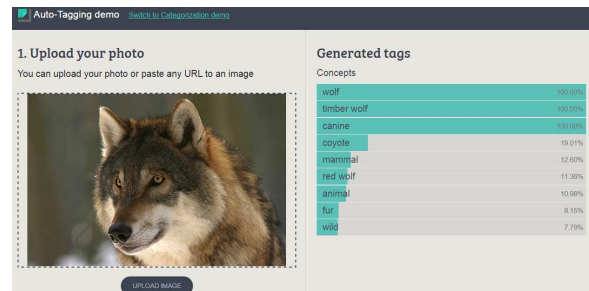 Auto-Tagging demo Switch to Categorization demo
1. Upload your photo
You can upload your photo or paste any URL to an image
UPLOAD IMAGE
Generated tags
Concepts
wolf 100.00%
timber wolf 100.00%
canine 100.00%
coyote 19.01%
mammal 12.60%
red wolf 11.36%
animal 10.98%
fur 8.15%
wild 7.79%